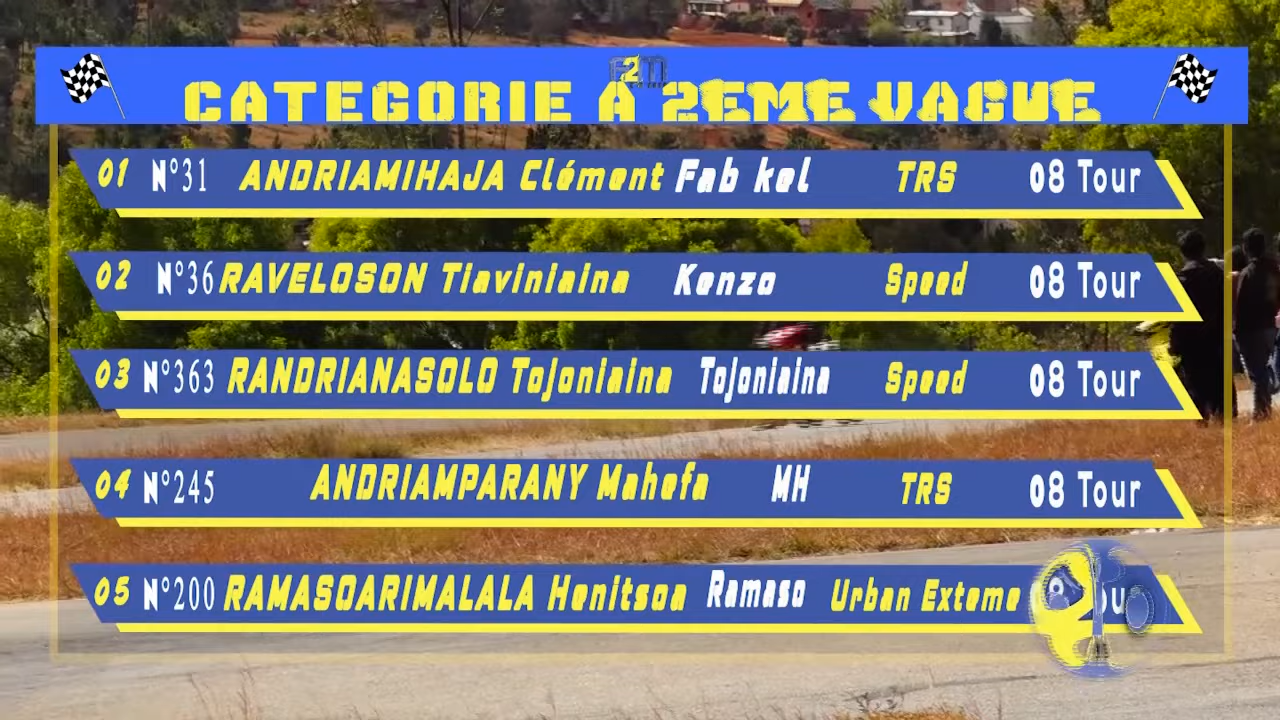 CATEGORIE A 2EME VAGUE
01 N°31 ANDRIAMIHAJA Clément Fab kel TRS 08 Tour
02 N°36 RAVELOSON Tiaviniaina Kenzo Speed 08 Tour
03 N°363 RANDRIANASOLO Tojoniaina Tojoniaina Speed 08 Tour
04 N°245 ANDRIAMPARANY Mahefa MH TRS 08 Tour
05 N°200 RAMASOARIMALALA Henitsoa Ramaso Urban Exteme